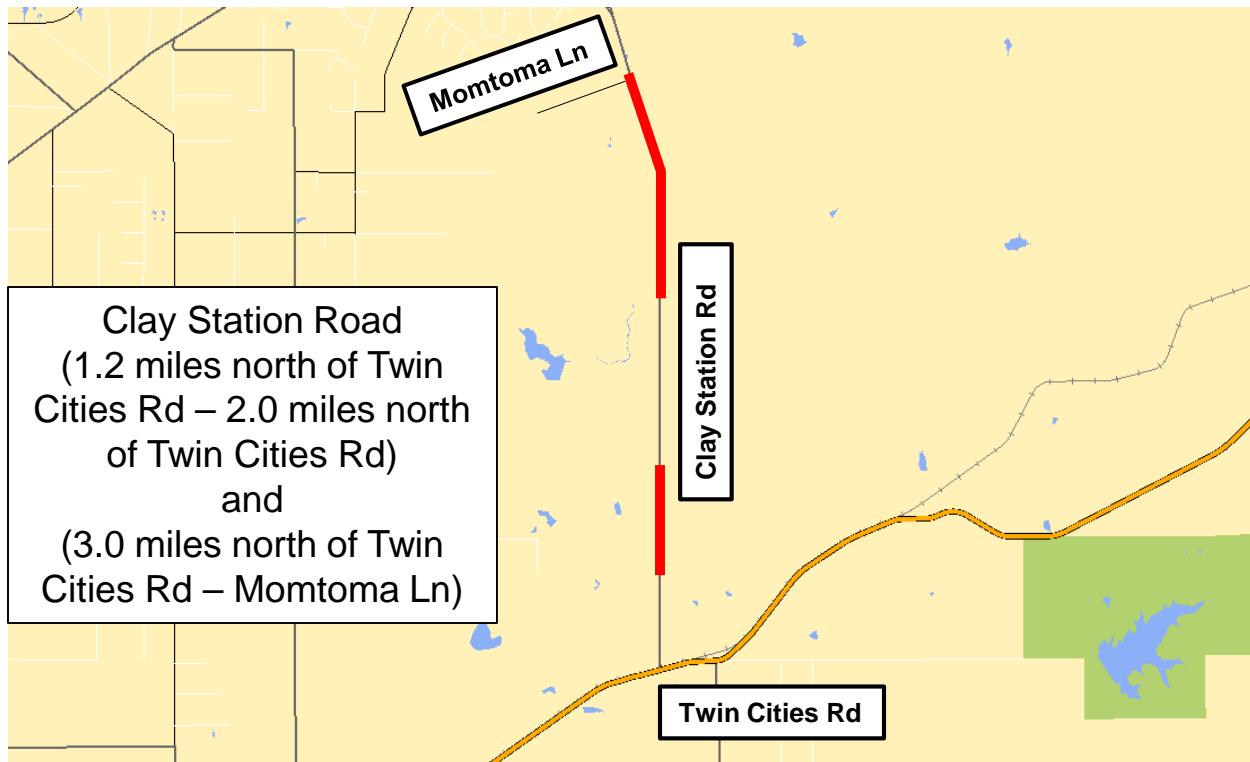 Momtoma Ln
Clay Station Rd
Clay Station Road
(1.2 miles north of Twin
Cities Rd – 2.0 miles north
of Twin Cities Rd)
and
(3.0 miles north of Twin
Cities Rd – Momtoma Ln)
Twin Cities Rd